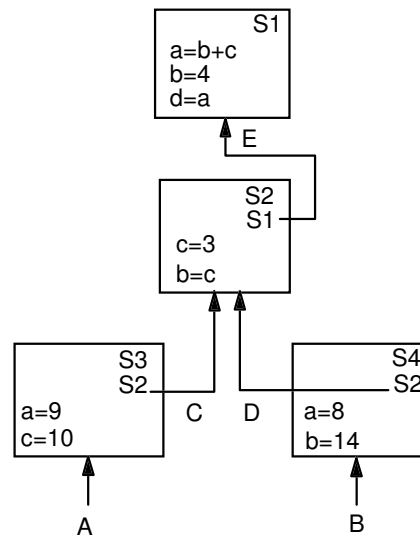 S1
a=b+c
b=4
d=a
E
S2
S1
c=3
b=c
S3
S2
a=9
c=10
C
D
S4
S2
a=8
b=14
A
B